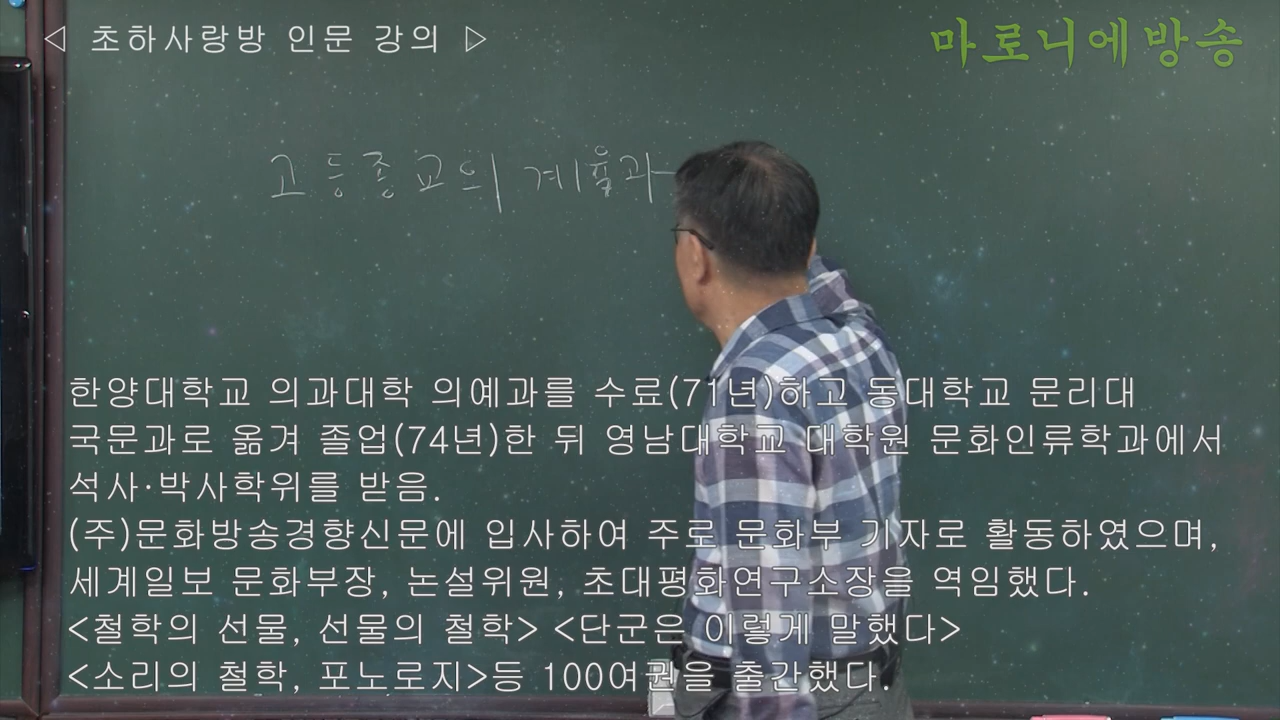 ◁ 초하사랑방 인문 강의 ▷
마로니에방송
고등종교의 계율과
한양대학교 의과대학 의예과를 수료(71년)하고 동대학교 문리대
국문과로 옮겨 졸업(74년)한 뒤 영남대학교 대학원 문화인류학과에서
석사·박사학위를 받음.
(주)문화방송경향신문에 입사하여 주로 문화부 기자로 활동하였으며,
세계일보 문화부장, 논설위원, 초대평화연구소장을 역임했다.
<철학의 선물, 선물의 철학> <단군은 이렇게 말했다>
<소리의 철학, 포노로지>등 100여권을 출간했다.